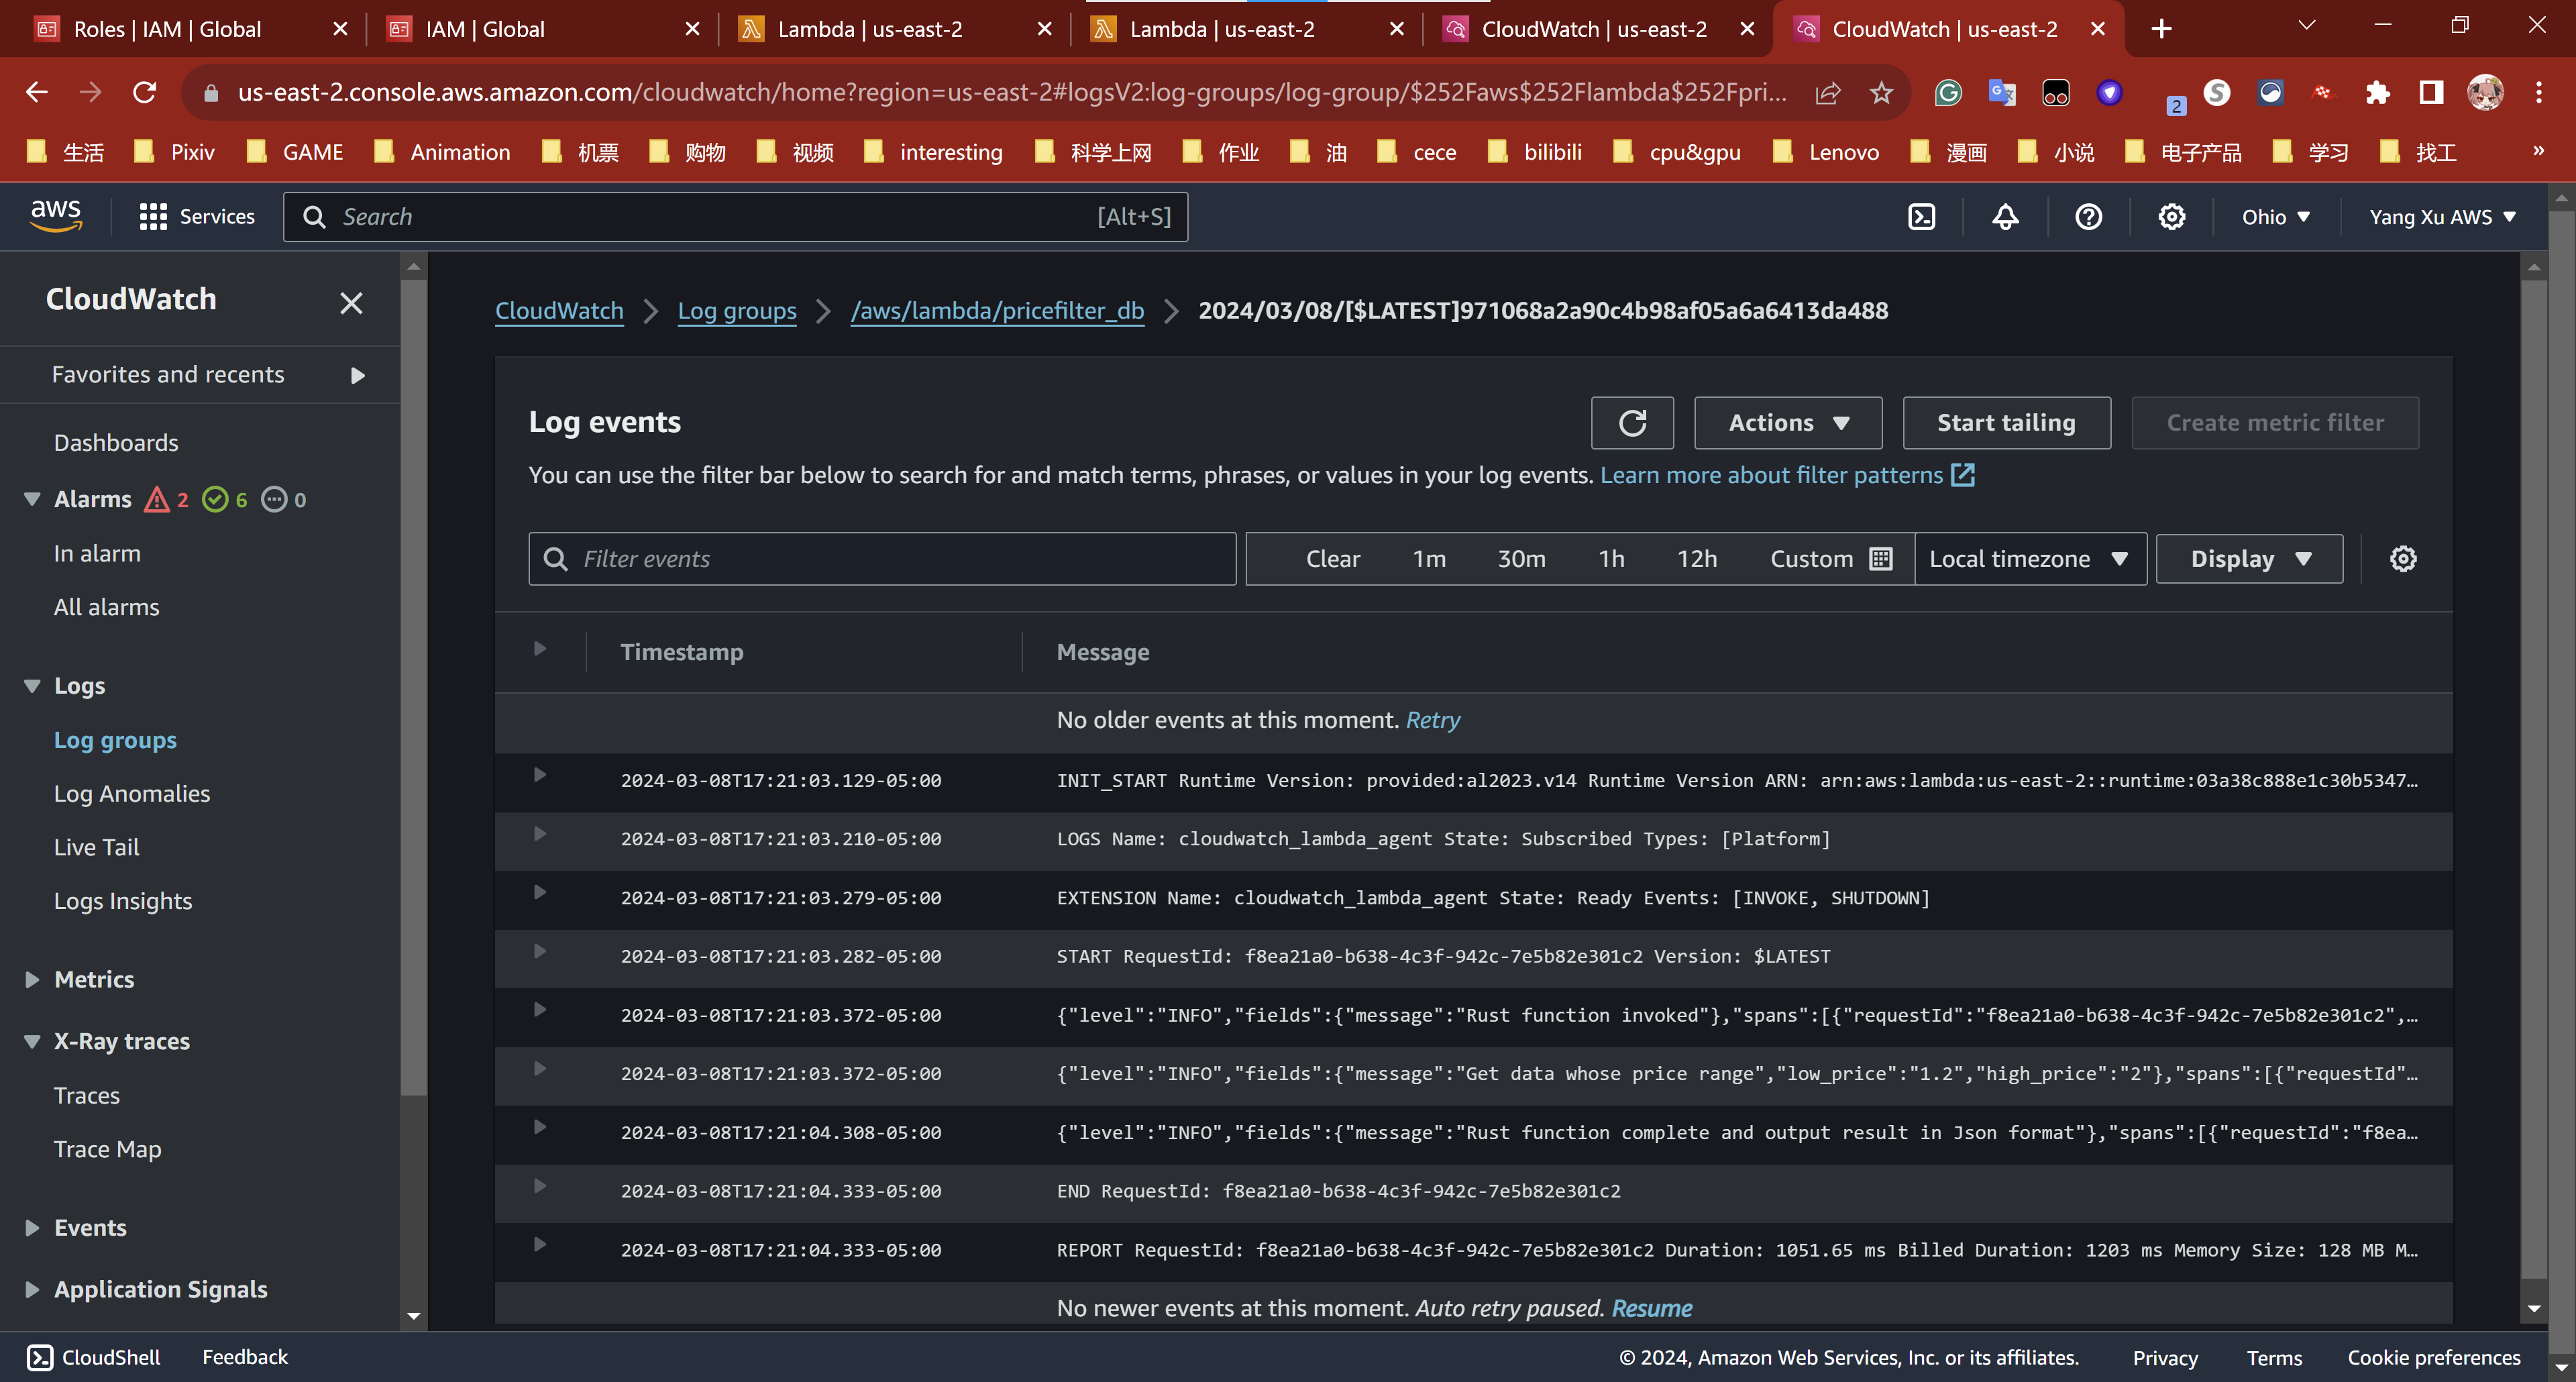 Roles | IAM | Global
IAM | Global
Lambda | us-east-2
Lambda | us-east-2
CloudWatch | us-east-2
CloudWatch | us-east-2
us-east-2.console.aws.amazon.com/cloudwatch/home?region=us-east-2#logsV2:log-groups/log-group/$252Faws$252Flambda$252Fpri...
2
生活 Pixiv GAME Animation 机票 购物 视频 interesting 科学上网 作业 油 cece bilibili cpu&gpu Lenovo 漫画 小说 电子产品 学习 找工 »
aws Services Search [Alt+S] Ohio Yang Xu AWS
CloudWatch
Favorites and recents
Dashboards
Alarms 2 6 0
In alarm
All alarms
Logs
Log groups
Log Anomalies
Live Tail
Logs Insights
Metrics
X-Ray traces
Traces
Trace Map
Events
Application Signals
CloudWatch Log groups /aws/lambda/pricefilter_db 2024/03/08/[$LATEST]971068a2a90c4b98af05a6a6413da488
Log events
Actions Start tailing Create metric filter
You can use the filter bar below to search for and match terms, phrases, or values in your log events. Learn more about filter patterns
Filter events Clear 1m 30m 1h 12h Custom Local timezone Display
Timestamp Message
No older events at this moment. Retry
2024-03-08T17:21:03.129-05:00 INIT_START Runtime Version: provided:al2023.v14 Runtime Version ARN: arn:aws:lambda:us-east-2::runtime:03a38c888e1c30b5347…
2024-03-08T17:21:03.210-05:00 LOGS Name: cloudwatch_lambda_agent State: Subscribed Types: [Platform]
2024-03-08T17:21:03.279-05:00 EXTENSION Name: cloudwatch_lambda_agent State: Ready Events: [INVOKE, SHUTDOWN]
2024-03-08T17:21:03.282-05:00 START RequestId: f8ea21a0-b638-4c3f-942c-7e5b82e301c2 Version: $LATEST
2024-03-08T17:21:03.372-05:00 {"level":"INFO","fields":{"message":"Rust function invoked"},"spans":[{"requestId":"f8ea21a0-b638-4c3f-942c-7e5b82e301c2",…
2024-03-08T17:21:03.372-05:00 {"level":"INFO","fields":{"message":"Get data whose price range","low_price":"1.2","high_price":"2"},"spans":[{"requestId"…
2024-03-08T17:21:04.308-05:00 {"level":"INFO","fields":{"message":"Rust function complete and output result in Json format"},"spans":[{"requestId":"f8ea…
2024-03-08T17:21:04.333-05:00 END RequestId: f8ea21a0-b638-4c3f-942c-7e5b82e301c2
2024-03-08T17:21:04.333-05:00 REPORT RequestId: f8ea21a0-b638-4c3f-942c-7e5b82e301c2 Duration: 1051.65 ms Billed Duration: 1203 ms Memory Size: 128 MB M…
No newer events at this moment. Auto retry paused. Resume
CloudShell Feedback © 2024, Amazon Web Services, Inc. or its affiliates. Privacy Terms Cookie preferences